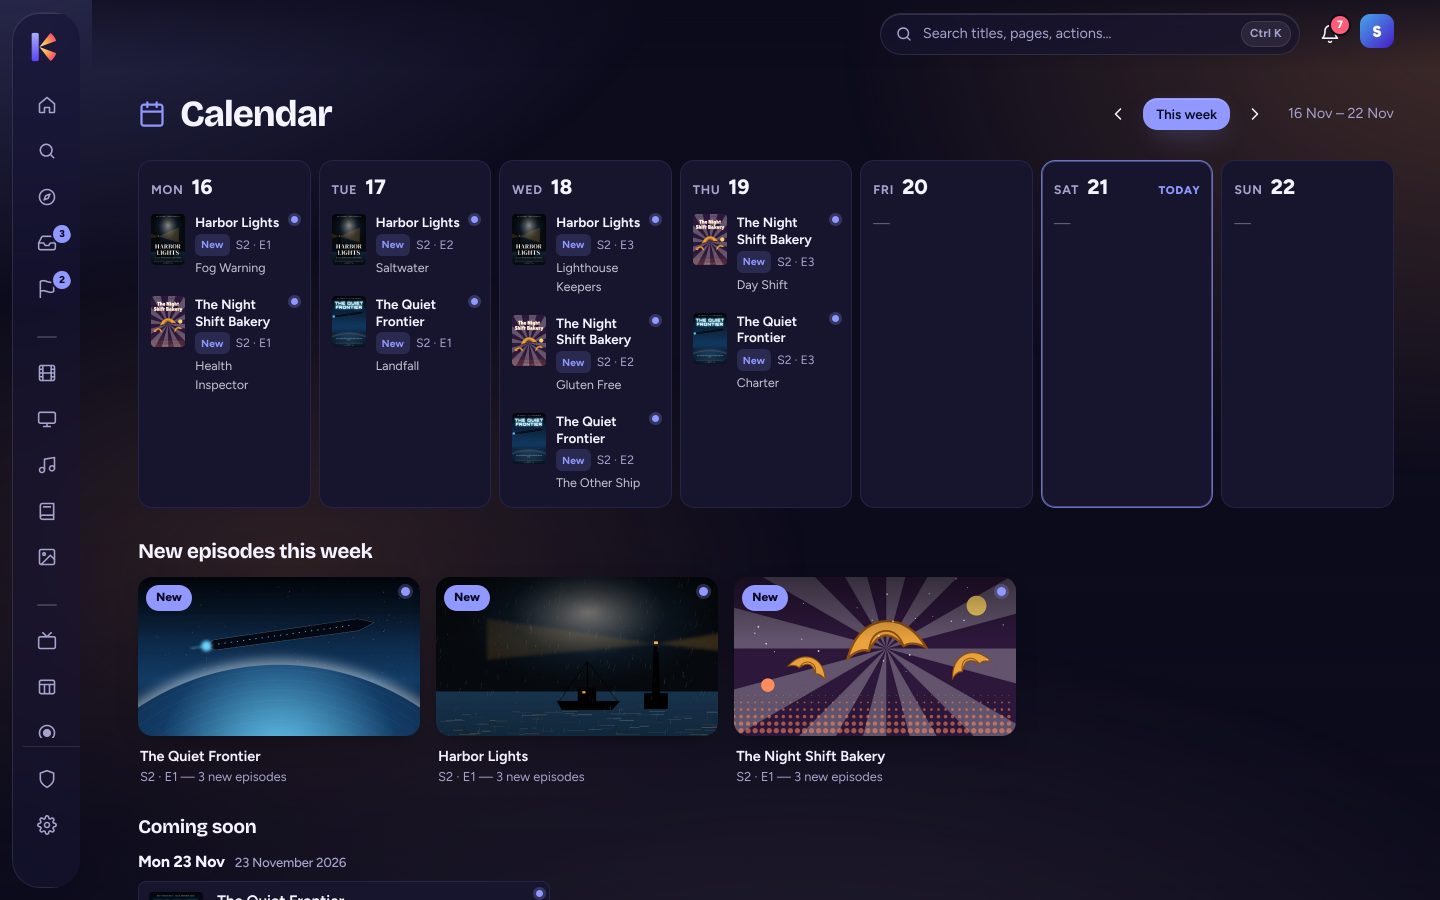 Search titles, pages, actions...
Ctrl K
7
S
3
2
Calendar
This week
16 Nov – 22 Nov
MON 16
Harbor Lights
New S2 · E1
Fog Warning
The Night
Shift Bakery
New S2 · E1
Health
Inspector
TUE 17
Harbor Lights
New S2 · E2
Saltwater
The Quiet
Frontier
New S2 · E1
Landfall
WED 18
Harbor Lights
New S2 · E3
Lighthouse
Keepers
The Night
Shift Bakery
New S2 · E2
Gluten Free
The Quiet
Frontier
New S2 · E2
The Other Ship
THU 19
The Night
Shift Bakery
New S2 · E3
Day Shift
The Quiet
Frontier
New S2 · E3
Charter
FRI 20
—
SAT 21 TODAY
—
SUN 22
—
New episodes this week
New
The Quiet Frontier
S2 · E1 — 3 new episodes
New
Harbor Lights
S2 · E1 — 3 new episodes
New
The Night Shift Bakery
S2 · E1 — 3 new episodes
Coming soon
Mon 23 Nov 23 November 2026
The Quiet Frontier